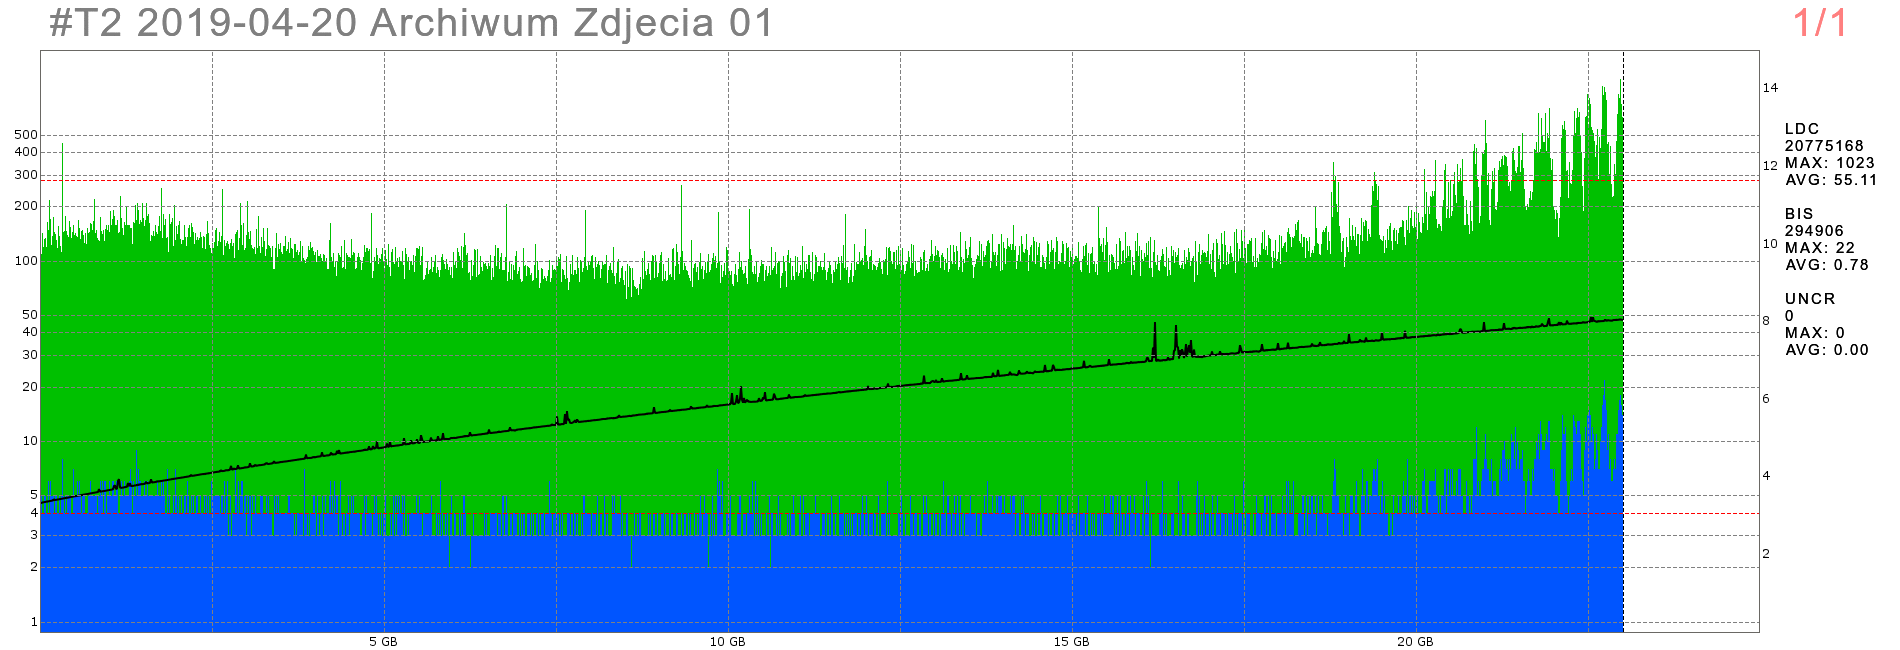 #T2 2019-04-20 Archiwum Zdjecia 01
1/1
500
400
300
200
100
50
40
30
20
10
5
4
3
2
1
14
12
10
8
6
4
2
LDC
20775168
MAX: 1023
AVG: 55.11
BIS
294906
MAX: 22
AVG: 0.78
UNCR
0
MAX: 0
AVG: 0.00
5 GB
10 GB
15 GB
20 GB